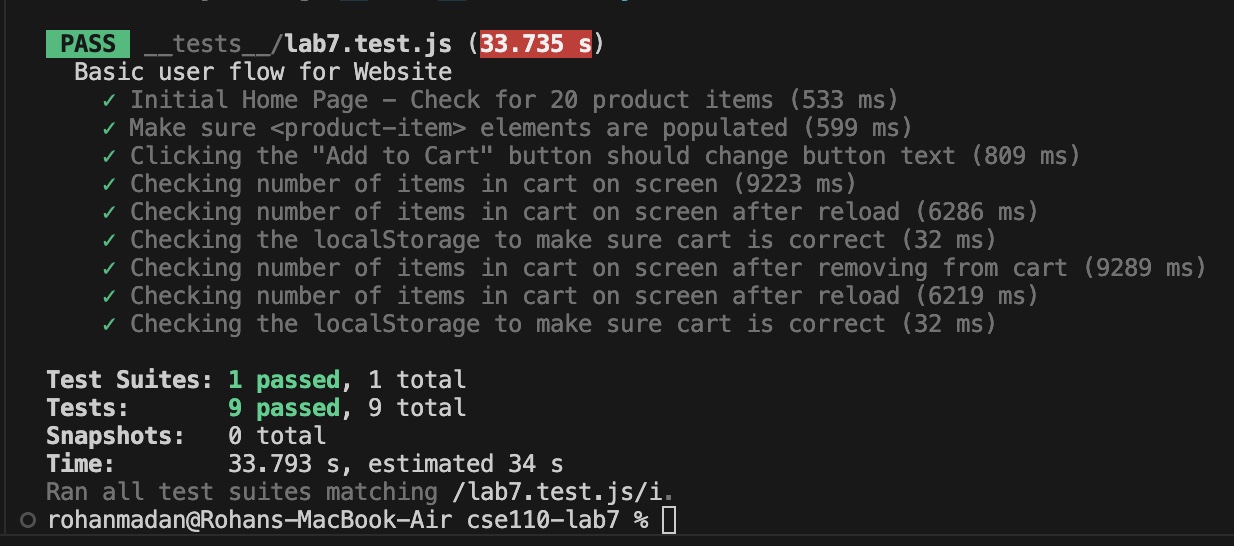 PASS __tests__/lab7.test.js (33.735 s)
Basic user flow for Website
✓ Initial Home Page – Check for 20 product items (533 ms)
✓ Make sure <product-item> elements are populated (599 ms)
✓ Clicking the "Add to Cart" button should change button text (809 ms)
✓ Checking number of items in cart on screen (9223 ms)
✓ Checking number of items in cart on screen after reload (6286 ms)
✓ Checking the localStorage to make sure cart is correct (32 ms)
✓ Checking number of items in cart on screen after removing from cart (9289 ms)
✓ Checking number of items in cart on screen after reload (6219 ms)
✓ Checking the localStorage to make sure cart is correct (32 ms)
Test Suites: 1 passed, 1 total
Tests: 9 passed, 9 total
Snapshots: 0 total
Time: 33.793 s, estimated 34 s
Ran all test suites matching /lab7.test.js/i.
rohanmadan@Rohans-MacBook-Air cse110-lab7 %